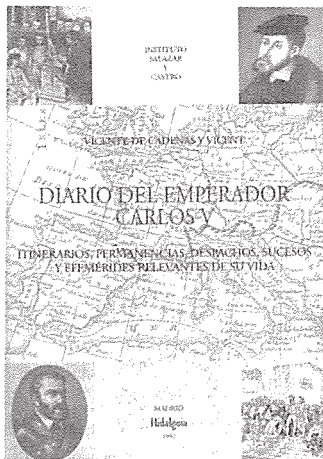 INSTITUTO
SALAZAR
Y
CASTRO
VICENTE DE CADENAS Y VICENT
DIARIO DEL EMPERADOR
CARLOS V
ITINERARIOS, PERMANENCIAS, DESPACHOS, SUCESOS
Y EFEMÉRIDES RELEVANTES DE SU VIDA
MADRID
Hidalguía